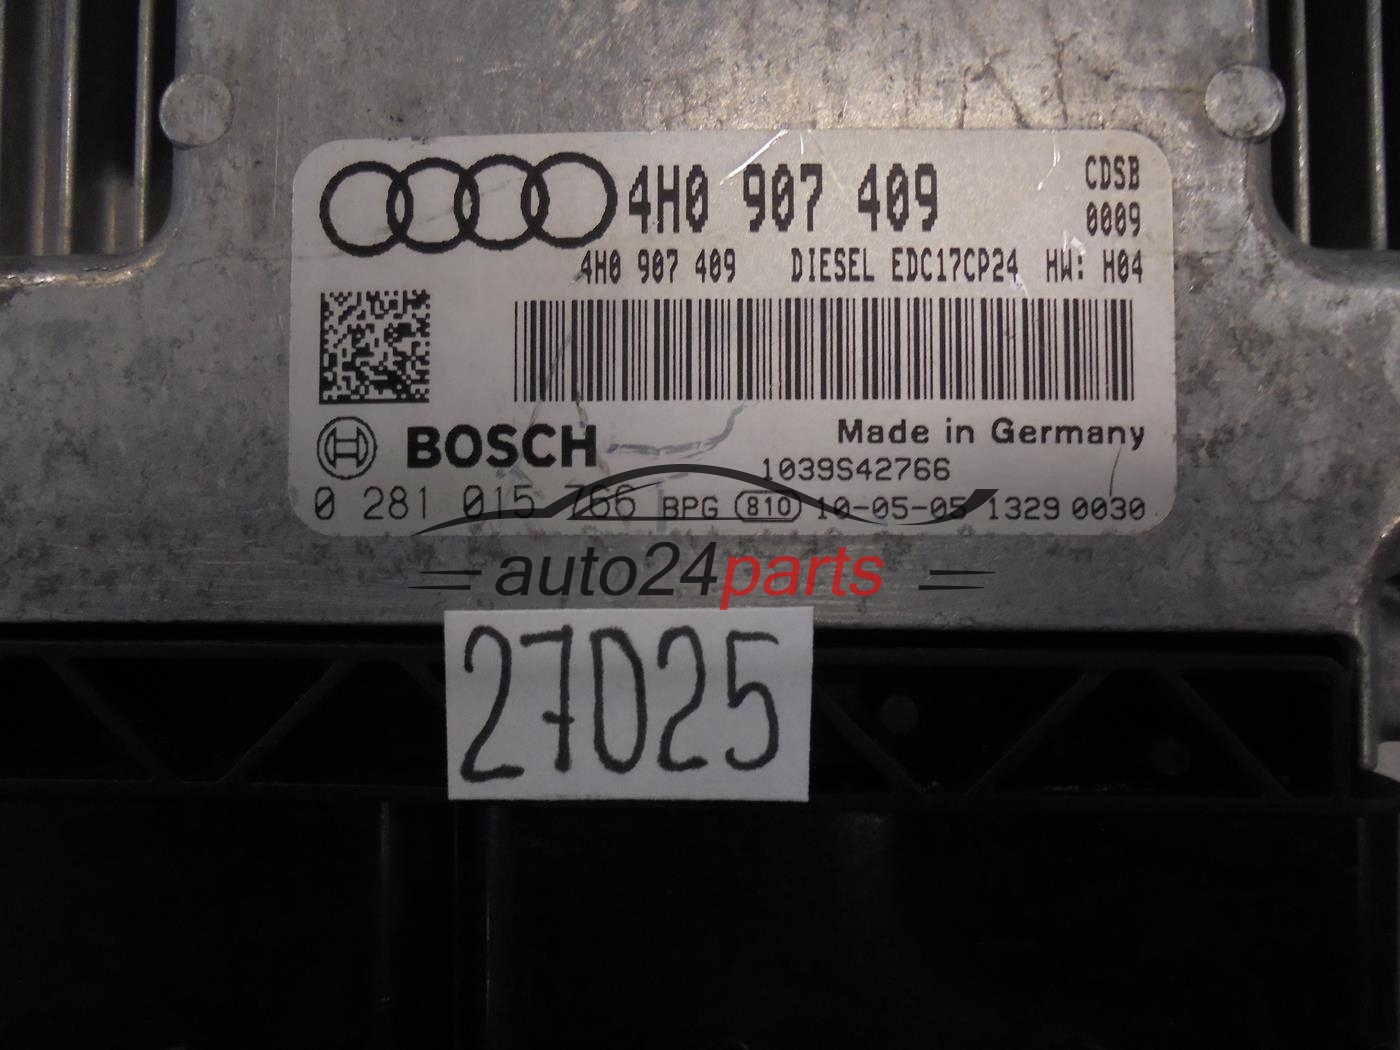 4H0 907 409
CDSB
0009
4H0 907 409 DIESEL EDC17CP24 HW: H04
BOSCH
Made in Germany
1039S42766
0 281 015 766 BPG 810 10-05-05 1329 0030
auto24parts
27025